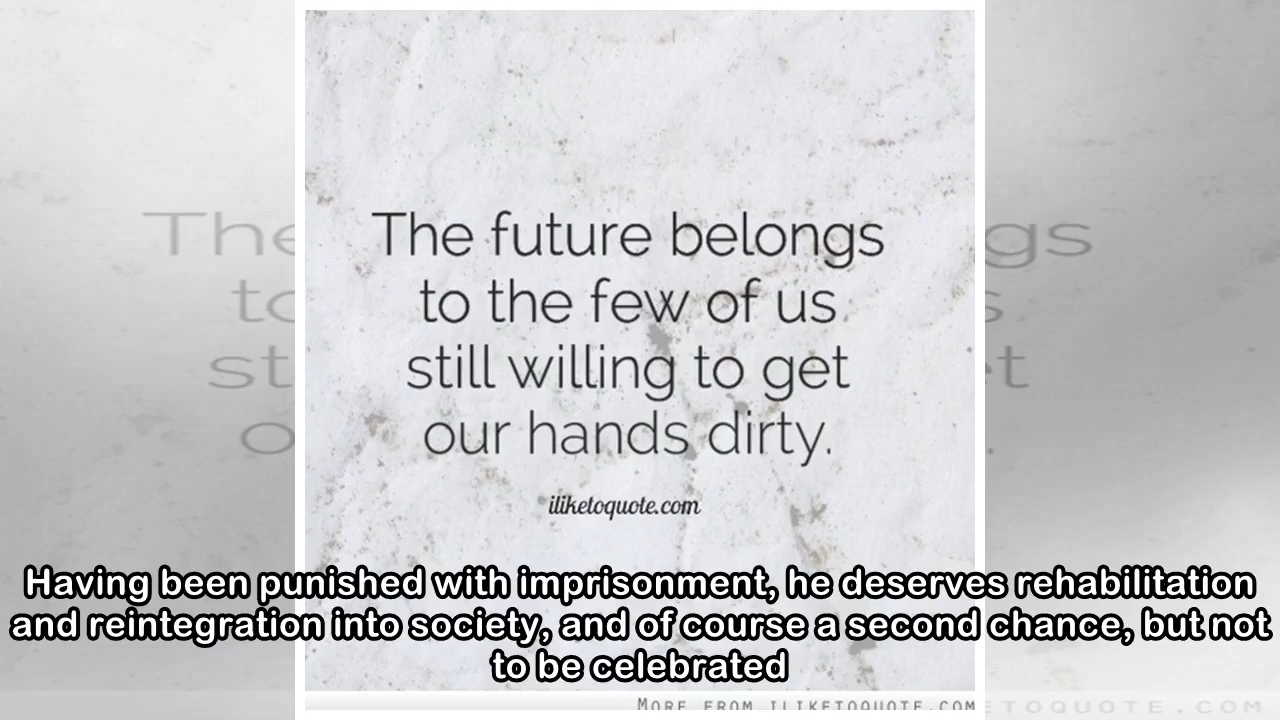 The future belongs
to the few of us
still willing to get
our hands dirty.
iliketoquote.com
Having been punished with imprisonment, he deserves rehabilitation
and reintegration into society, and of course a second chance, but not
to be celebrated
More from iliketoquote.com